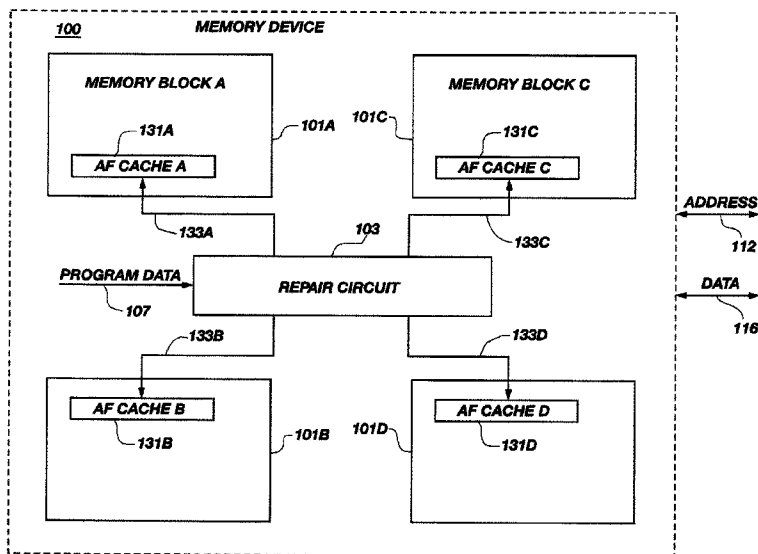 100
MEMORY DEVICE
MEMORY BLOCK A
131A
AF CACHE A
101A
133A
MEMORY BLOCK C
131C
AF CACHE C
101C
133C
ADDRESS
112
103
REPAIR CIRCUIT
PROGRAM DATA
107
DATA
116
133B
AF CACHE B
131B
101B
133D
AF CACHE D
131D
101D